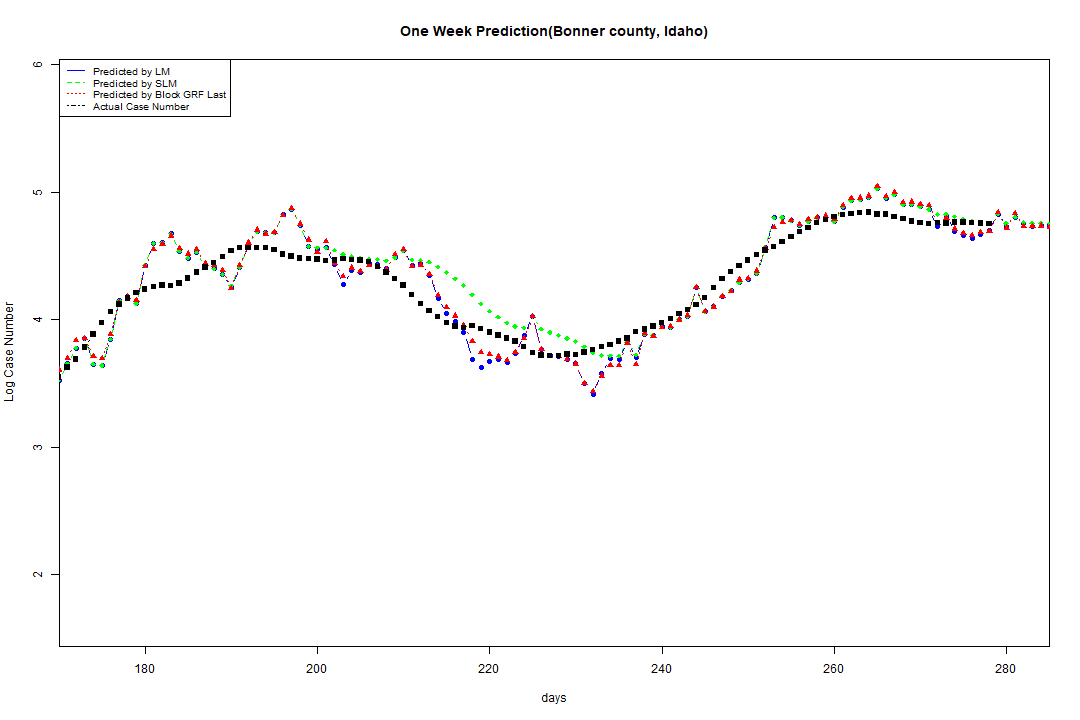 One Week Prediction(Bonner county, Idaho)
Predicted by LM
Predicted by SLM
Predicted by Block GRF Last
Actual Case Number
6
5
4
3
2
Log Case Number
180
200
220
240
260
280
days